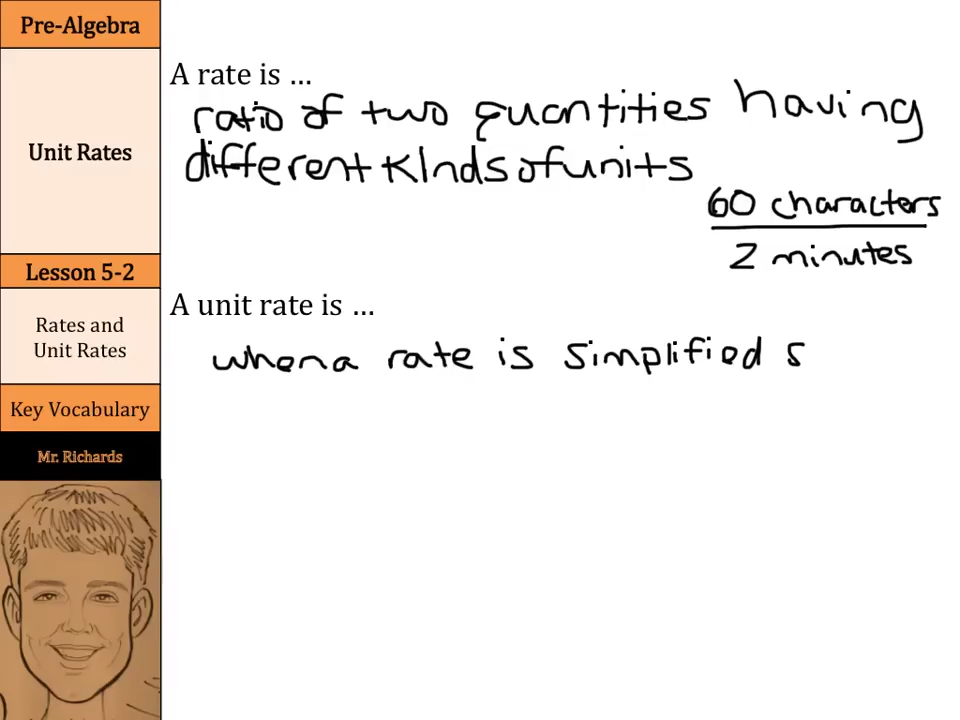 Pre-Algebra
Unit Rates
Lesson 5-2
Rates and
Unit Rates
Key Vocabulary
Mr. Richards
A rate is ...
ratio of two quantities having
different kinds of units
60 characters
2 minutes
A unit rate is ...
when a rate is simplified s